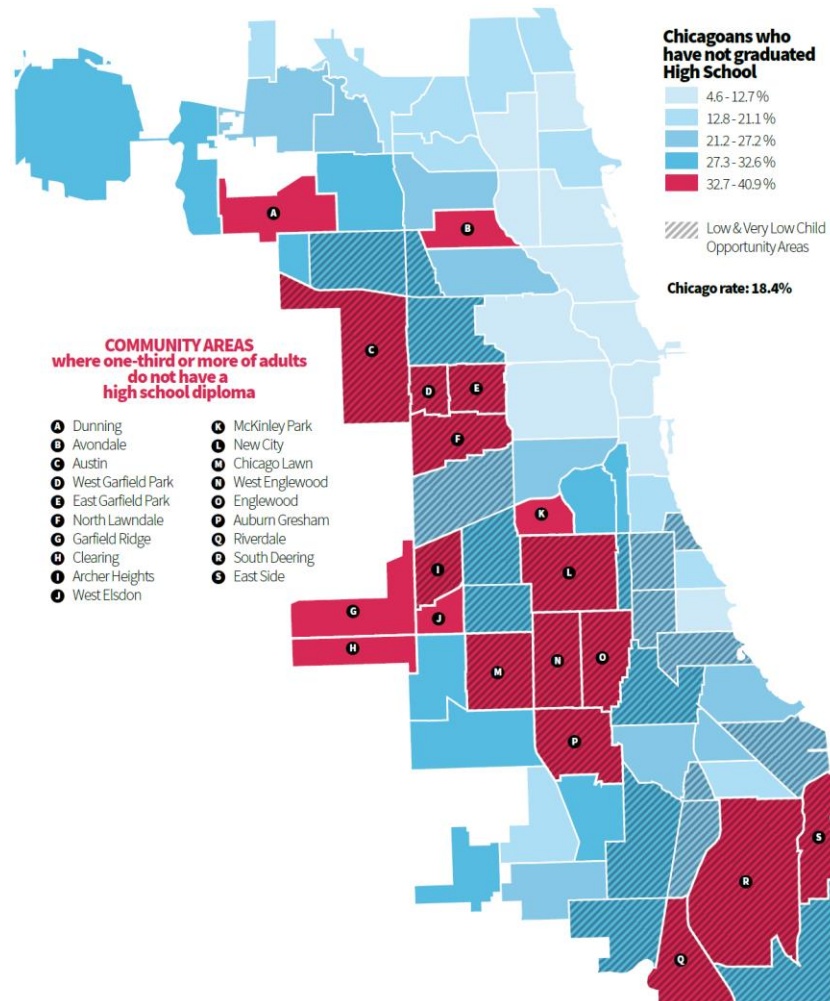 Chicagoans who
have not graduated
High School
4.6 - 12.7 %
12.8 - 21.1 %
21.2 - 27.2 %
27.3 - 32.6 %
32.7 - 40.9 %
Low & Very Low Child
Opportunity Areas
Chicago rate: 18.4%
COMMUNITY AREAS
where one-third or more of adults
do not have a
high school diploma
A Dunning
B Avondale
C Austin
D West Garfield Park
E East Garfield Park
F North Lawndale
G Garfield Ridge
H Clearing
I Archer Heights
J West Elsdon
K McKinley Park
L New City
M Chicago Lawn
N West Englewood
O Englewood
P Auburn Gresham
Q Riverdale
R South Deering
S East Side
A
B
C
D
E
F
K
I
L
G
J
H
M
N
O
P
S
R
Q